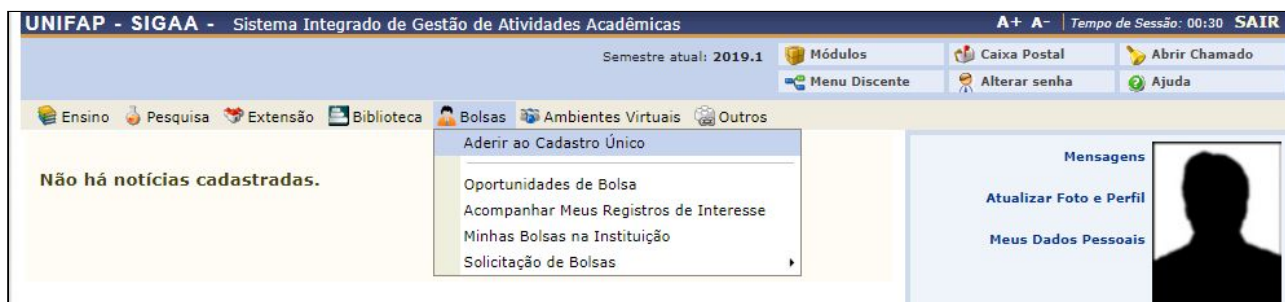 UNIFAP - SIGAA - Sistema Integrado de Gestão de Atividades Acadêmicas A+ A- | Tempo de Sessão: 00:30 SAIR
Semestre atual: 2019.1 Módulos Caixa Postal Abrir Chamado
Menu Discente Alterar senha Ajuda
Ensino Pesquisa Extensão Biblioteca Bolsas Ambientes Virtuais Outros
Aderir ao Cadastro Único
Mensagens
Não há notícias cadastradas.
Oportunidades de Bolsa
Atualizar Foto e Perfil
Acompanhar Meus Registros de Interesse
Minhas Bolsas na Instituição
Meus Dados Pessoais
Solicitação de Bolsas